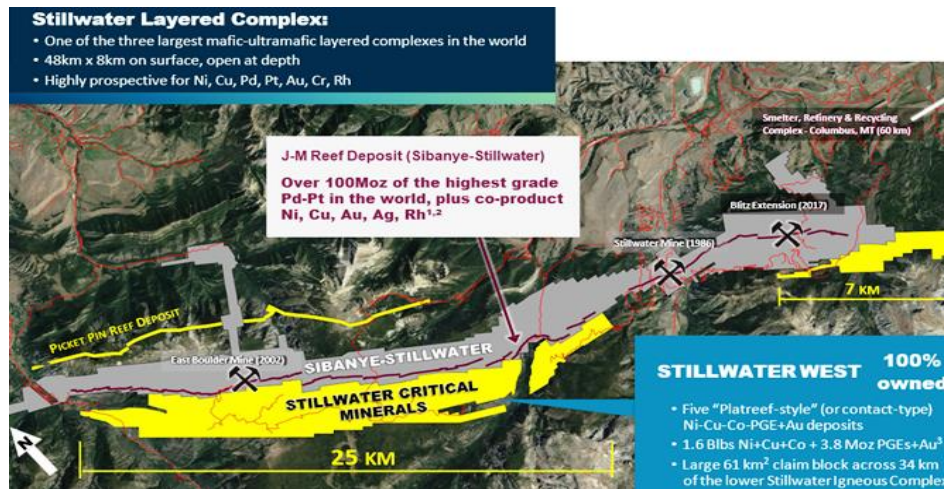 Stillwater Layered Complex:
• One of the three largest mafic-ultramafic layered complexes in the world
• 48km x 8km on surface, open at depth
• Highly prospective for Ni, Cu, Pd, Pt, Au, Cr, Rh
Smelter, Refinery & Recycling
Complex - Columbus, MT (60 km)
J-M Reef Deposit (Sibanye-Stillwater)
Over 100Moz of the highest grade
Pd-Pt in the world, plus co-product
Ni, Cu, Au, Ag, Rh¹,²
Blitz Extension (2017)
Stillwater Mine (1986)
7 KM
PICKET PIN REEF DEPOSIT
East Boulder Mine (2002)
SIBANYE-STILLWATER
STILLWATER CRITICAL
MINERALS
N
25 KM
STILLWATER WEST 100%
owned
• Five "Platreef-style" (or contact-type)
Ni-Cu-Co-PGE+Au deposits
• 1.6 Blbs Ni+Cu+Co + 3.8 Moz PGEs+Au³
• Large 61 km² claim block across 34 km
of the lower Stillwater Igneous Complex